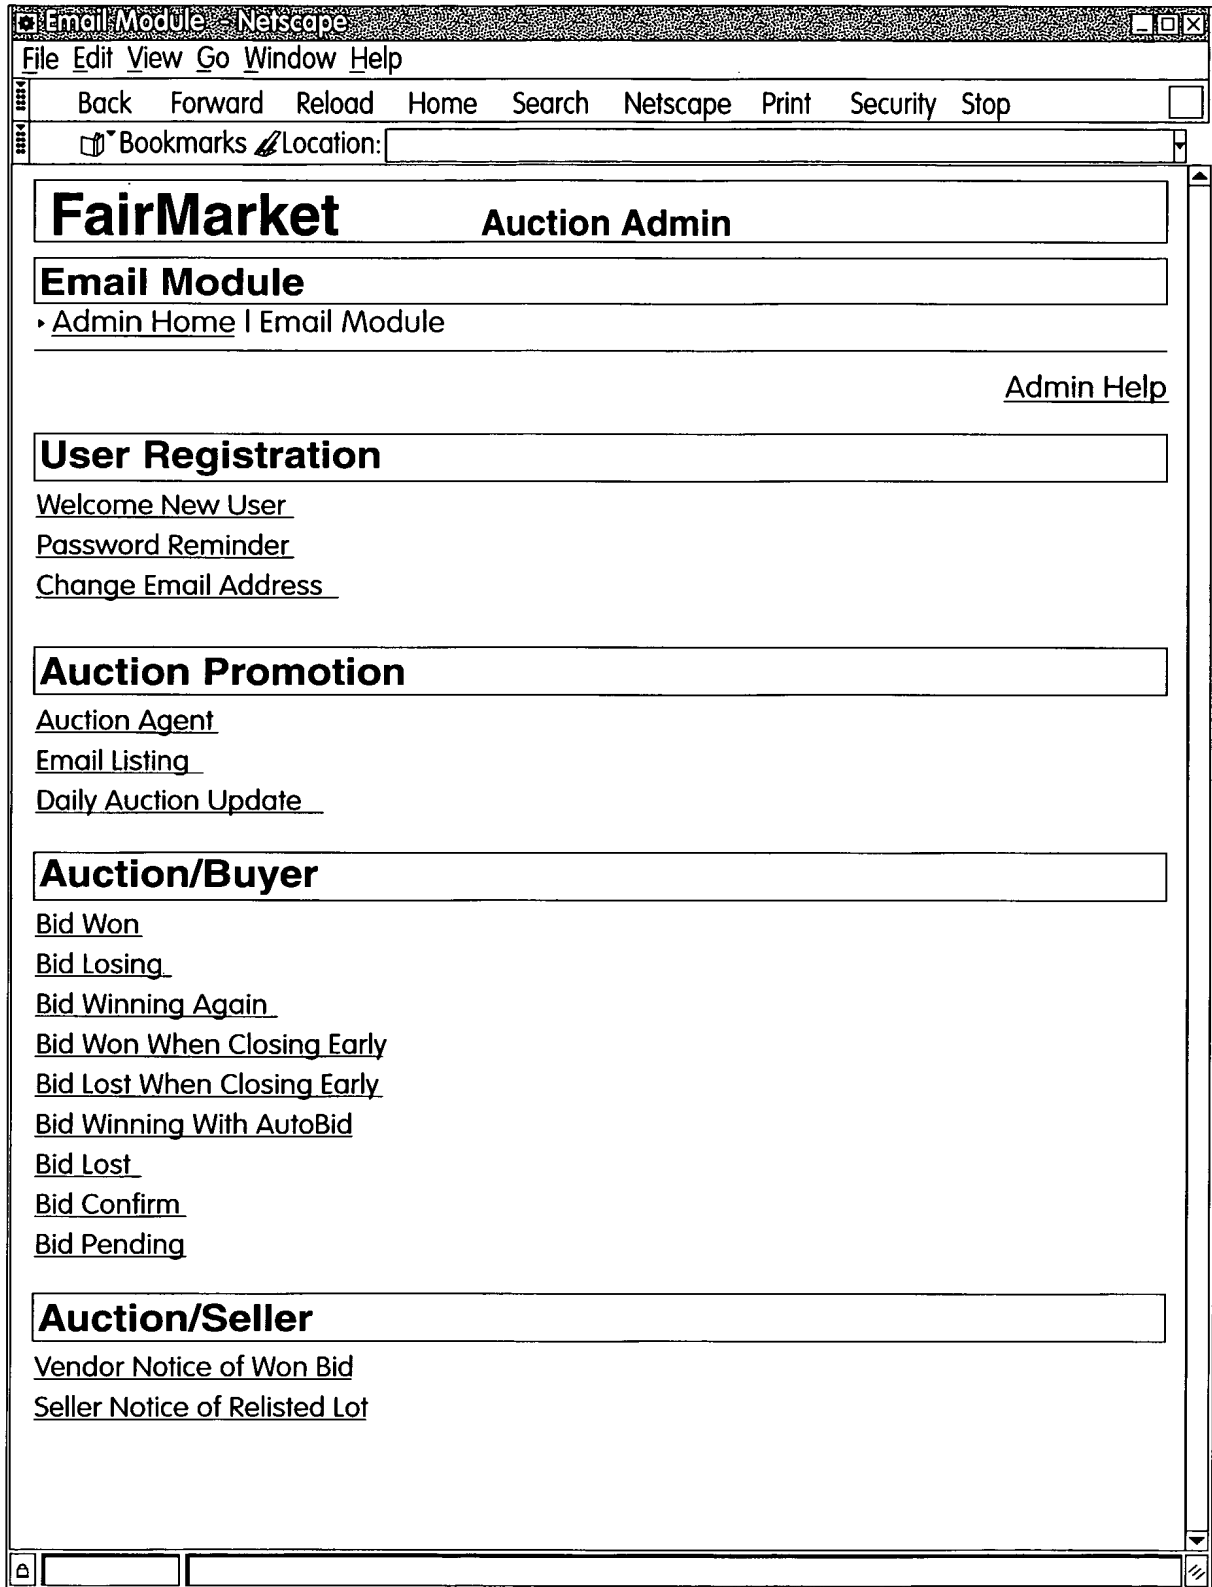 Email Module - Netscape
File Edit View Go Window Help
Back Forward Reload Home Search Netscape Print Security Stop
Bookmarks Location:
FairMarket Auction Admin
Email Module
Admin Home | Email Module
Admin Help
User Registration
Welcome New User
Password Reminder
Change Email Address
Auction Promotion
Auction Agent
Email Listing
Daily Auction Update
Auction/Buyer
Bid Won
Bid Losing
Bid Winning Again
Bid Won When Closing Early
Bid Lost When Closing Early
Bid Winning With AutoBid
Bid Lost
Bid Confirm
Bid Pending
Auction/Seller
Vendor Notice of Won Bid
Seller Notice of Relisted Lot